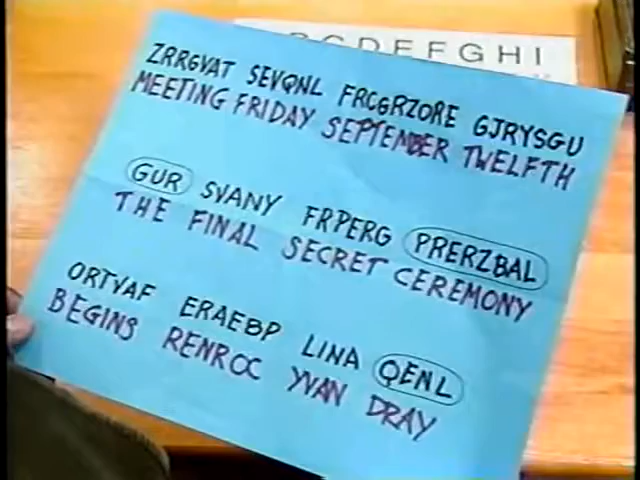 BCDEFGHI
ZRRGVAT SEVQNL FRCGRZORE GJRYSGU
MEETING FRIDAY SEPTEMBER TWELFTH
GUR SVANY FRPERG PRERZBAL
THE FINAL SECRET CEREMONY
ORTVAF ERAEBP LINA QENL
BEGINS RENROC YVAN DRAY